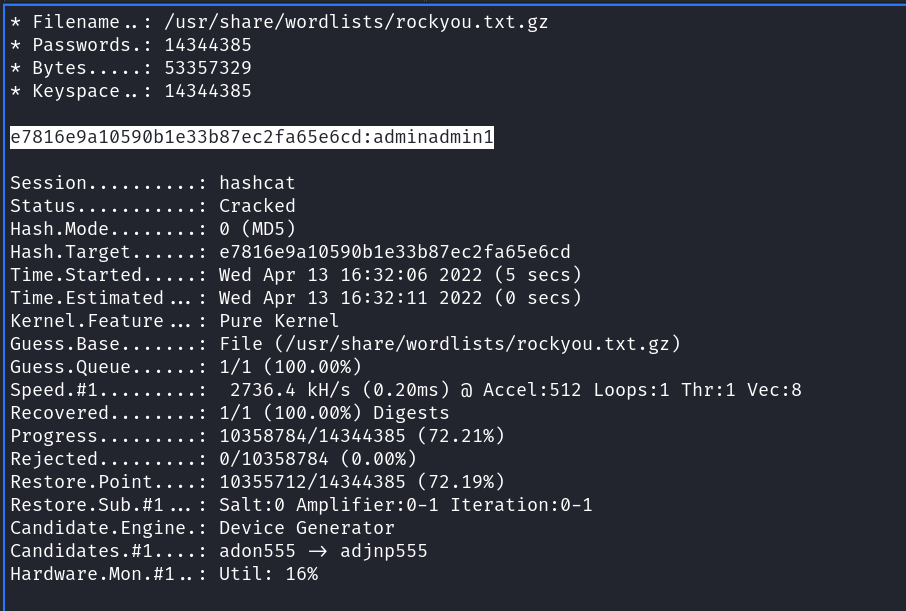 * Filename..: /usr/share/wordlists/rockyou.txt.gz
* Passwords.: 14344385
* Bytes.....: 53357329
* Keyspace..: 14344385
e7816e9a10590b1e33b87ec2fa65e6cd:adminadmin1
Session..........: hashcat
Status...........: Cracked
Hash.Mode........: 0 (MD5)
Hash.Target......: e7816e9a10590b1e33b87ec2fa65e6cd
Time.Started.....: Wed Apr 13 16:32:06 2022 (5 secs)
Time.Estimated...: Wed Apr 13 16:32:11 2022 (0 secs)
Kernel.Feature...: Pure Kernel
Guess.Base.......: File (/usr/share/wordlists/rockyou.txt.gz)
Guess.Queue......: 1/1 (100.00%)
Speed.#1.........:  2736.4 kH/s (0.20ms) @ Accel:512 Loops:1 Thr:1 Vec:8
Recovered........: 1/1 (100.00%) Digests
Progress.........: 10358784/14344385 (72.21%)
Rejected.........: 0/10358784 (0.00%)
Restore.Point....: 10355712/14344385 (72.19%)
Restore.Sub.#1...: Salt:0 Amplifier:0-1 Iteration:0-1
Candidate.Engine.: Device Generator
Candidates.#1....: adon555 -> adjnp555
Hardware.Mon.#1..: Util: 16%